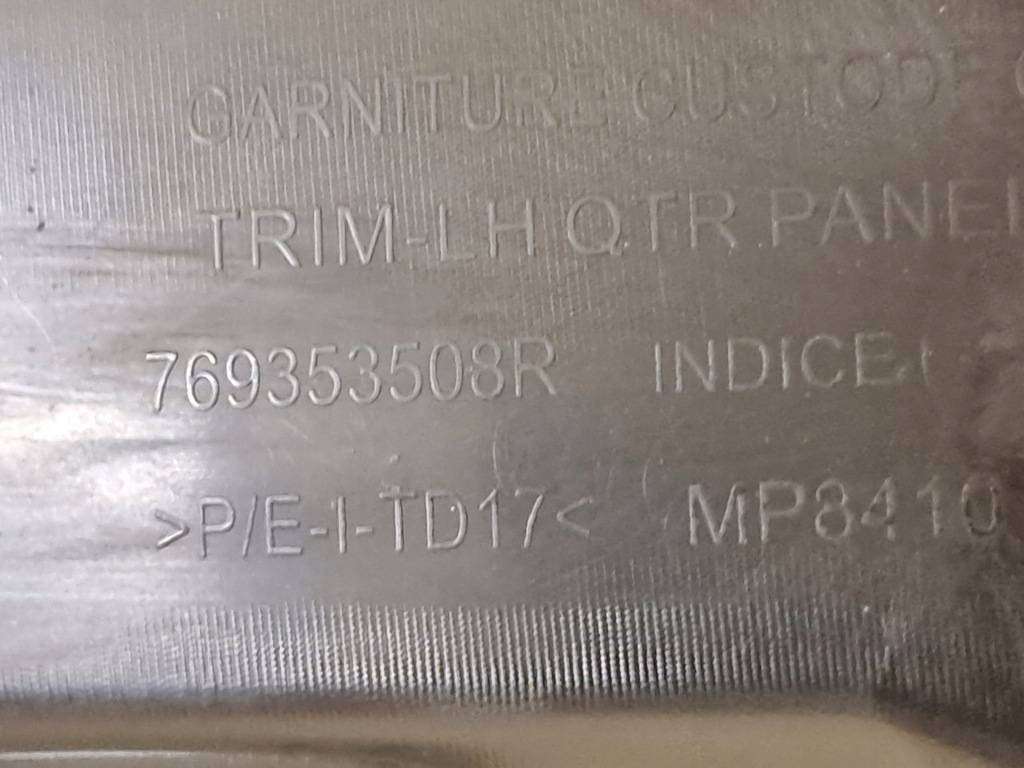 GARNITURE CUSTODE
TRIM-LH QTR PANEL
769353508R INDICE
>P/E-I-TD17< MP8410